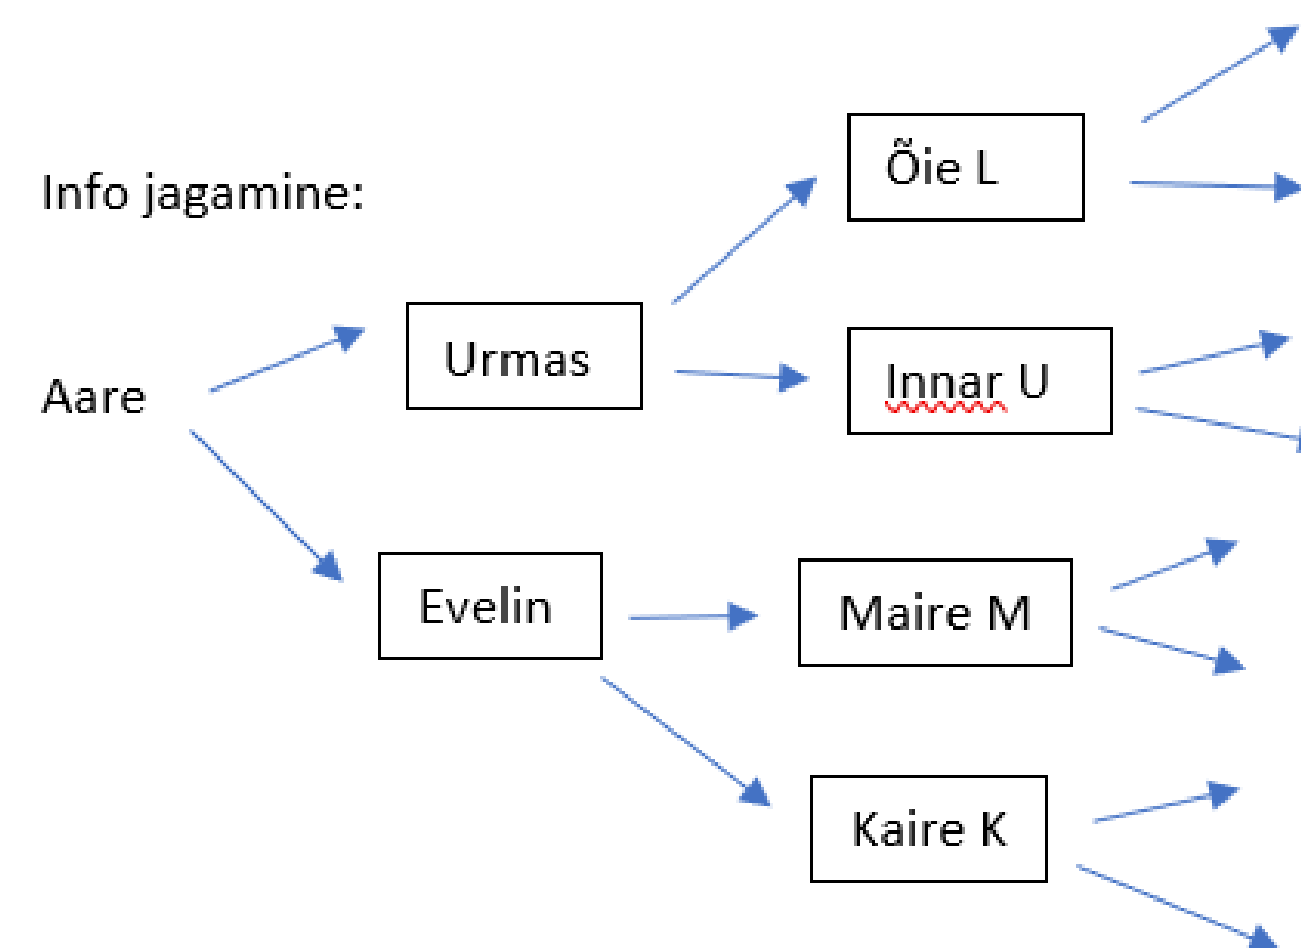 Info jagamine:
Aare
Urmas
Evelin
Õie L
Innar U
Maire M
Kaire K